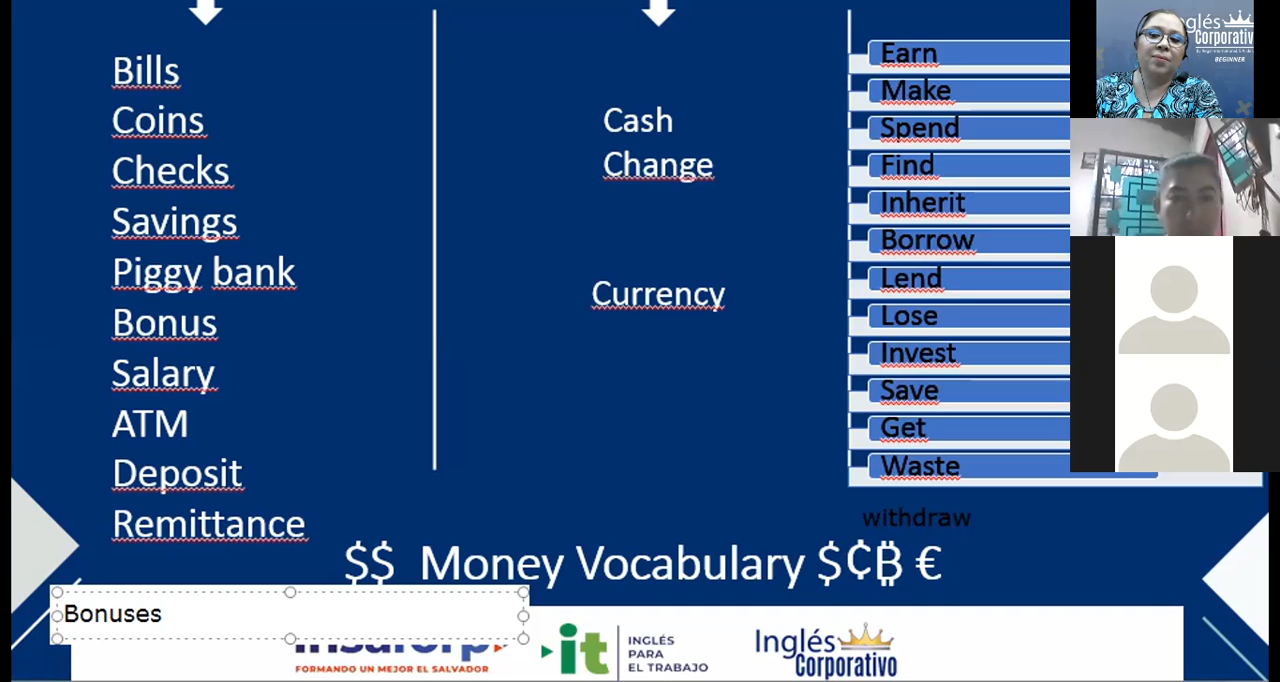 Bills
Coins
Checks
Savings
Piggy bank
Bonus
Salary
ATM
Deposit
Remittance
Cash
Change
Currency
Earn
Make
Spend
Find
Inherit
Borrow
Lend
Lose
Invest
Save
Get
Waste
withdraw
$$ Money Vocabulary $₵₿ €
Bonuses
FORMANDO UN MEJOR EL SALVADOR
it
INGLÉS
PARA
EL TRABAJO
Inglés
Corporativo
Corporativo
BEGINNER